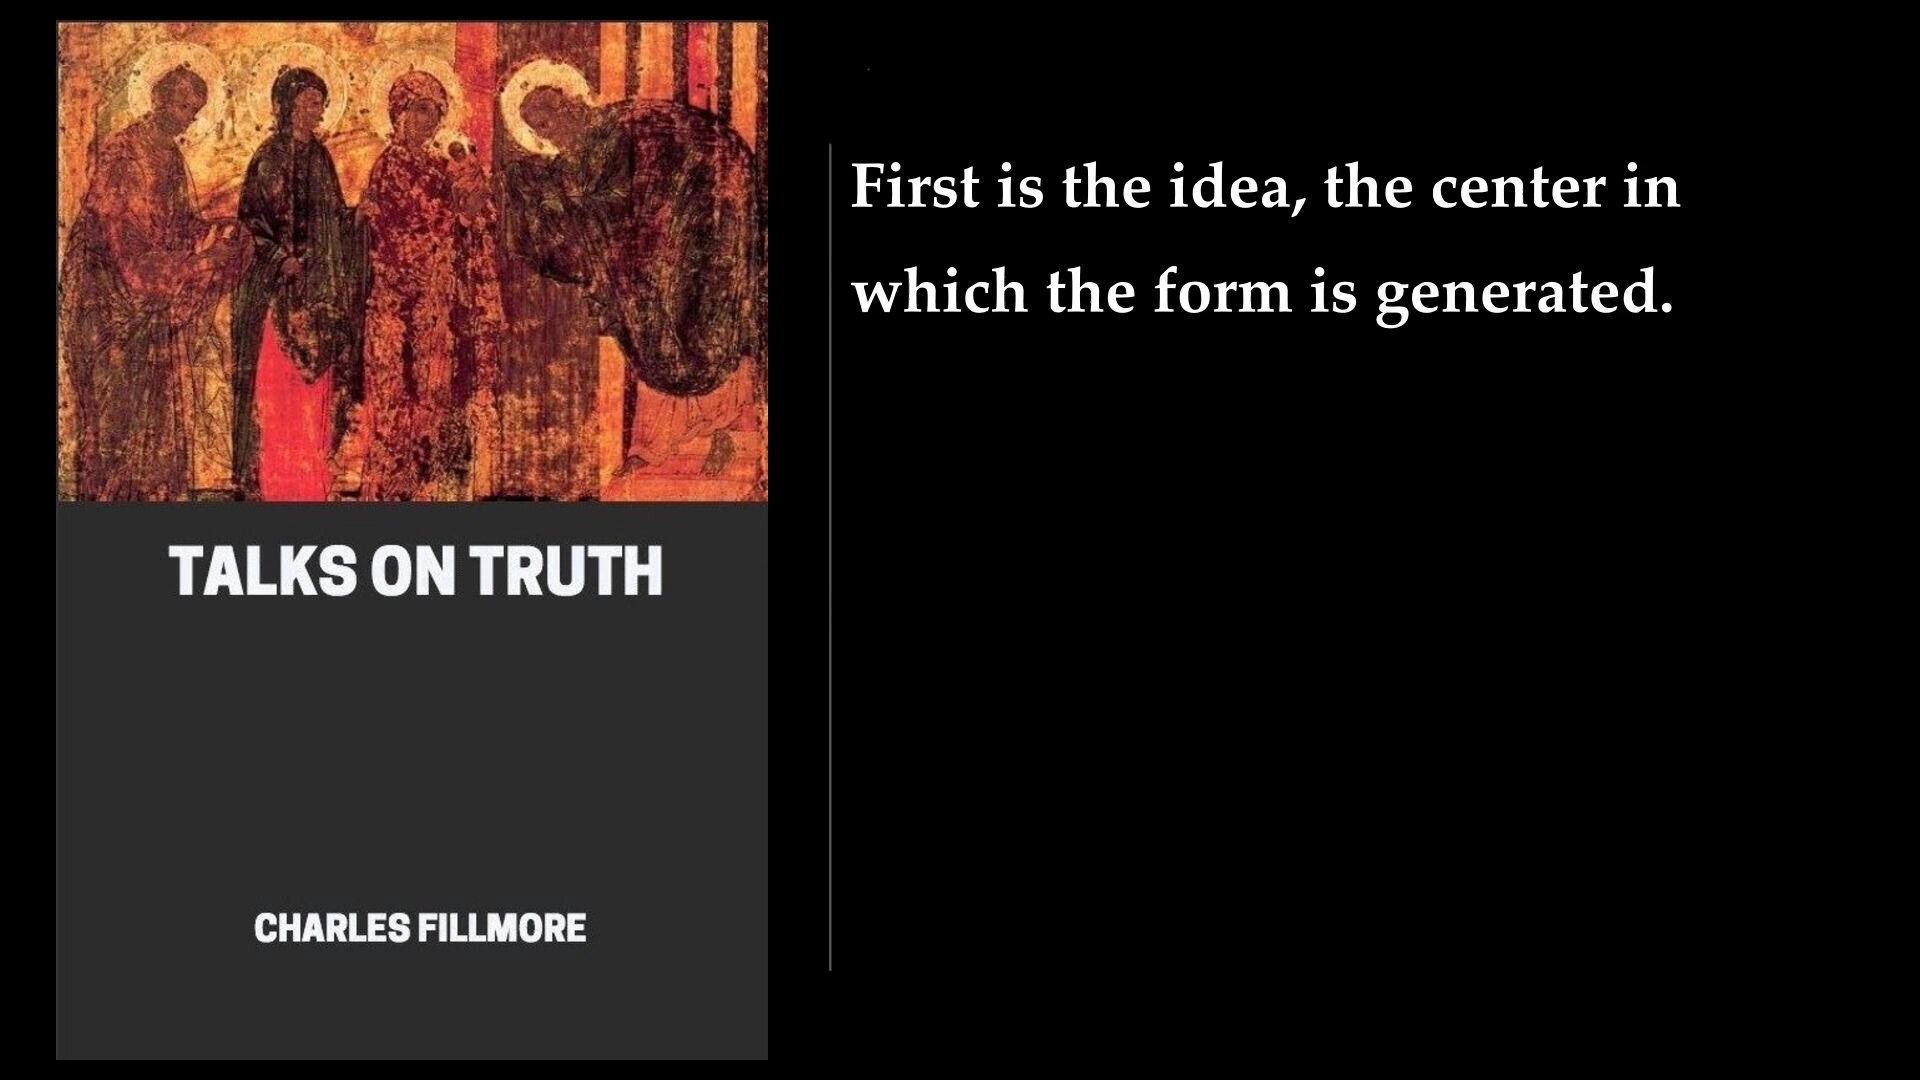 TALKS ON TRUTH
CHARLES FILLMORE
First is the idea, the center in
which the form is generated.